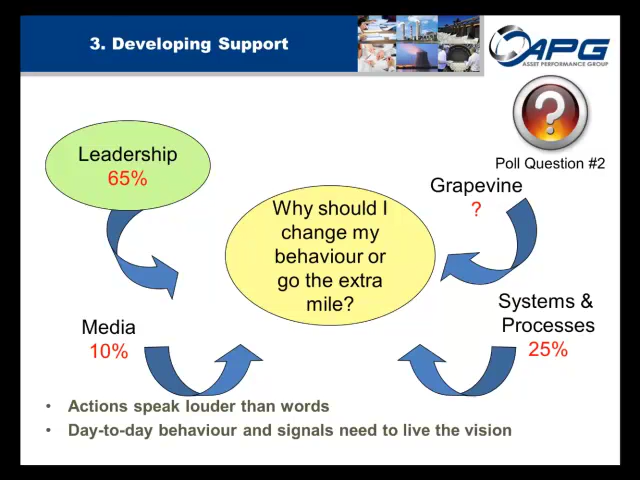 3. Developing Support
APG
ASSET PERFORMANCE GROUP
?
Poll Question #2
Leadership
65%
Grapevine
?
Why should I
change my
behaviour or
go the extra
mile?
Media
10%
Systems &
Processes
25%
• Actions speak louder than words
• Day-to-day behaviour and signals need to live the vision